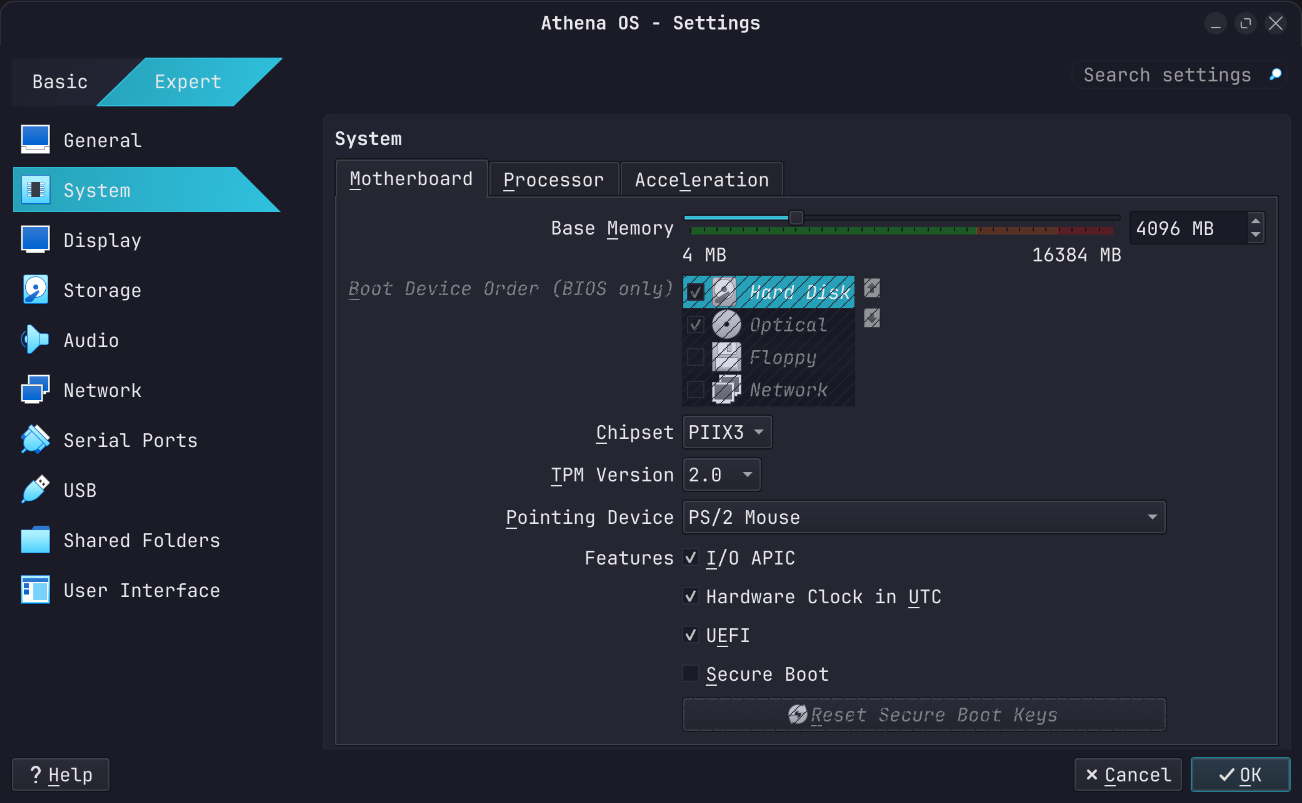 Athena OS - Settings
Basic
Expert
Search settings
General
System
Display
Storage
Audio
Network
Serial Ports
USB
Shared Folders
User Interface
System
Motherboard
Processor
Acceleration
Base Memory
4096 MB
4 MB
16384 MB
Boot Device Order (BIOS only)
Hard Disk
Optical
Floppy
Network
Chipset
PIIX3
TPM Version
2.0
Pointing Device
PS/2 Mouse
Features
I/O APIC
Hardware Clock in UTC
UEFI
Secure Boot
Reset Secure Boot Keys
? Help
Cancel
OK